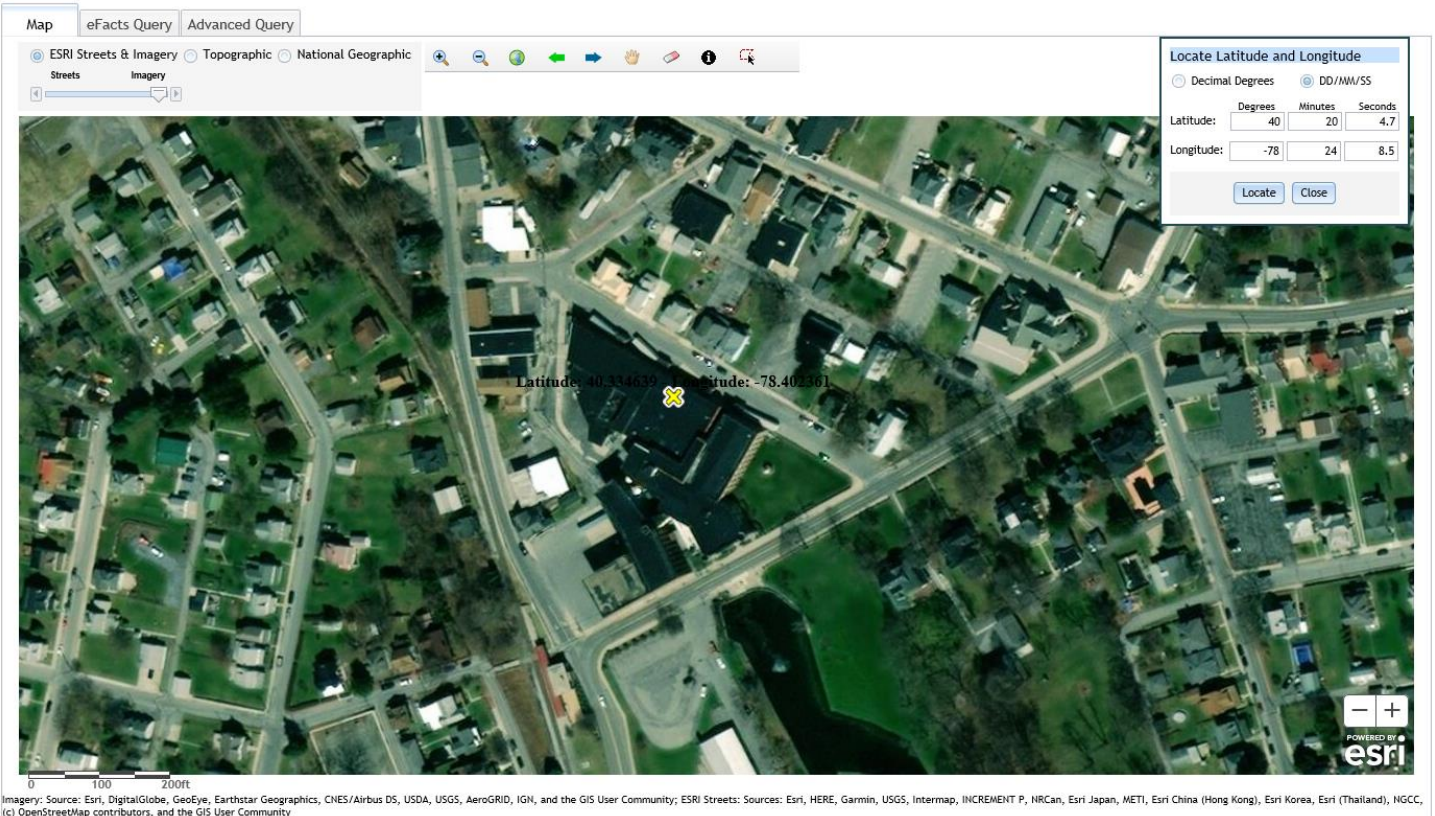 Map eFacts Query Advanced Query
ESRI Streets & Imagery Topographic National Geographic
Streets Imagery
Locate Latitude and Longitude
Decimal Degrees DD/MM/SS
Degrees Minutes Seconds
Latitude: 40 20 4.7
Longitude: -78 24 8.5
Locate Close
Latitude: 40.334639 - Longitude: -78.402361
POWERED BY
esri
0 100 200ft
Imagery: Source: Esri, DigitalGlobe, GeoEye, Earthstar Geographics, CNES/Airbus DS, USDA, USGS, AeroGRID, IGN, and the GIS User Community; ESRI Streets: Sources: Esri, HERE, Garmin, USGS, Intermap, INCREMENT P, NRCan, Esri Japan, METI, Esri China (Hong Kong), Esri Korea, Esri (Thailand), NGCC,
(c) OpenStreetMap contributors, and the GIS User Community